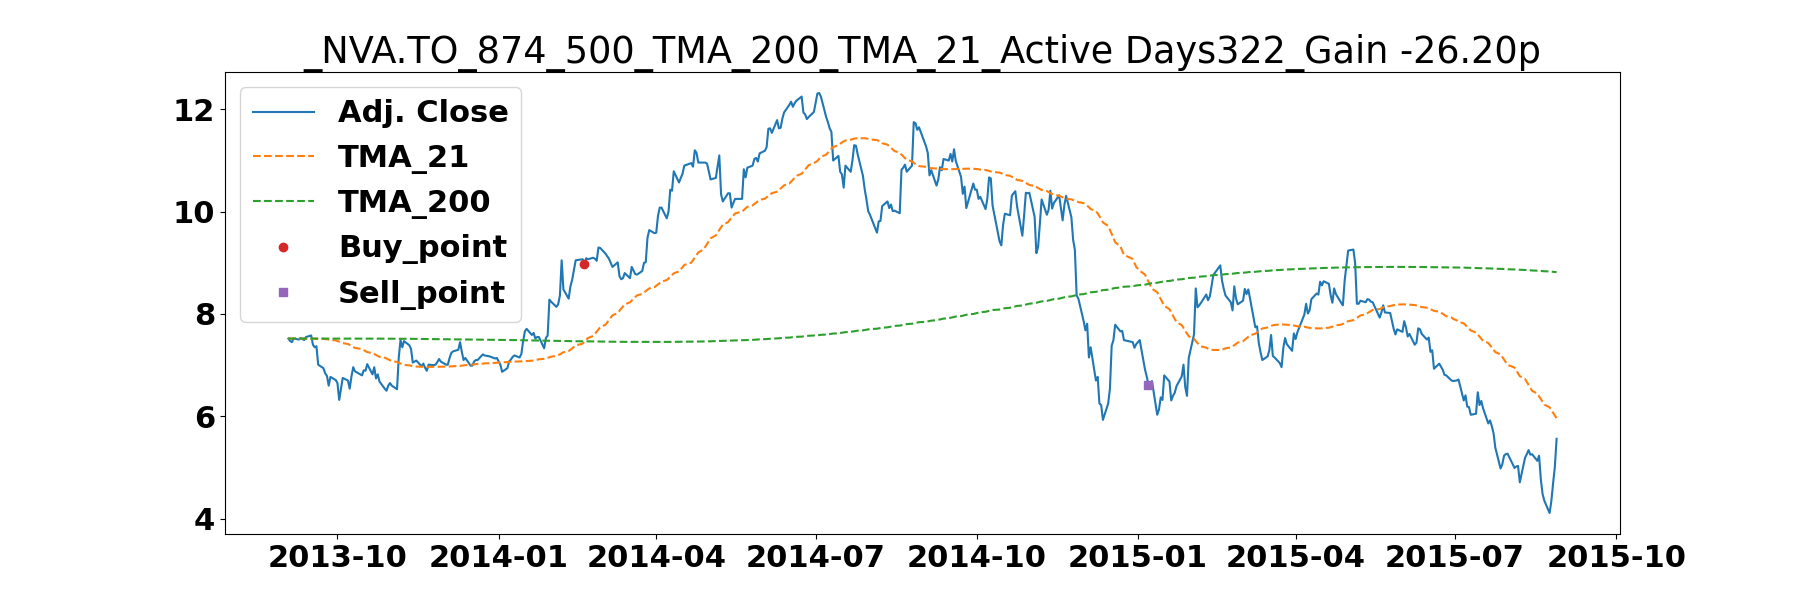 _NVA.TO_874_500_TMA_200_TMA_21_Active Days322_Gain -26.20p
Adj. Close
TMA_21
TMA_200
Buy_point
Sell_point
12
10
8
6
4
2013-10 2014-01 2014-04 2014-07 2014-10 2015-01 2015-04 2015-07 2015-10